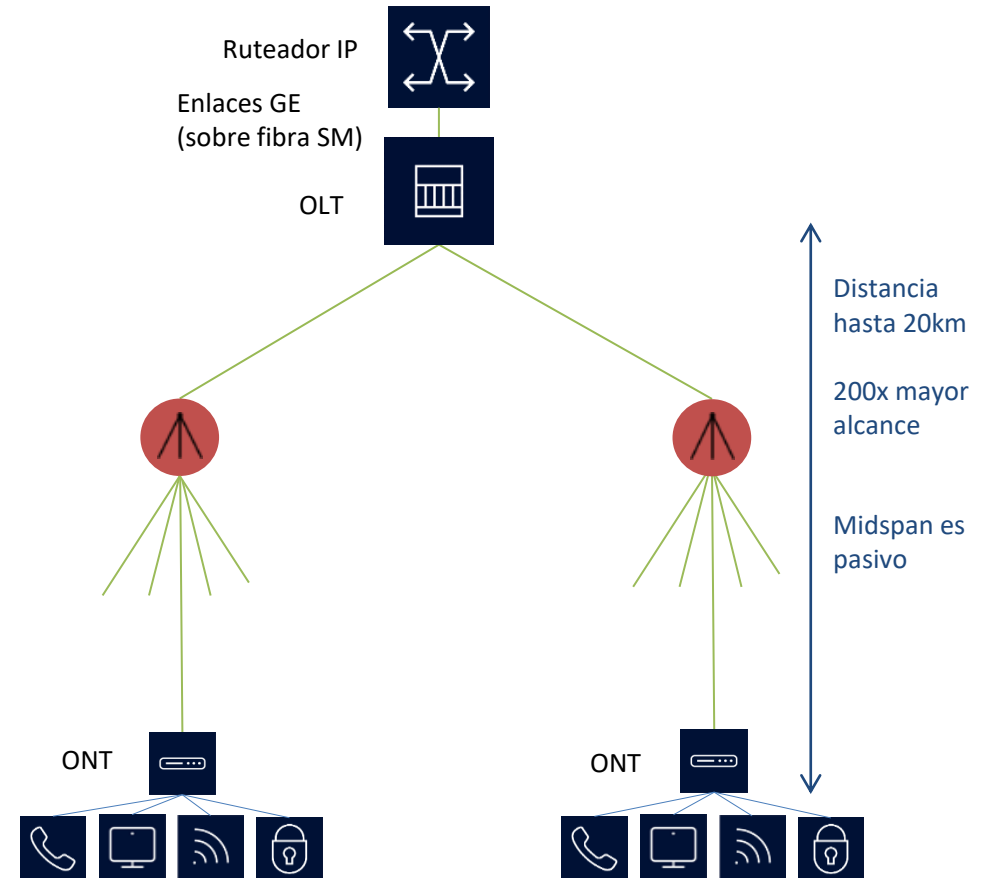 Ruteador IP
Enlaces GE
(sobre fibra SM)
OLT
Distancia
hasta 20km
200x mayor
alcance
Midspan es
pasivo
ONT
ONT